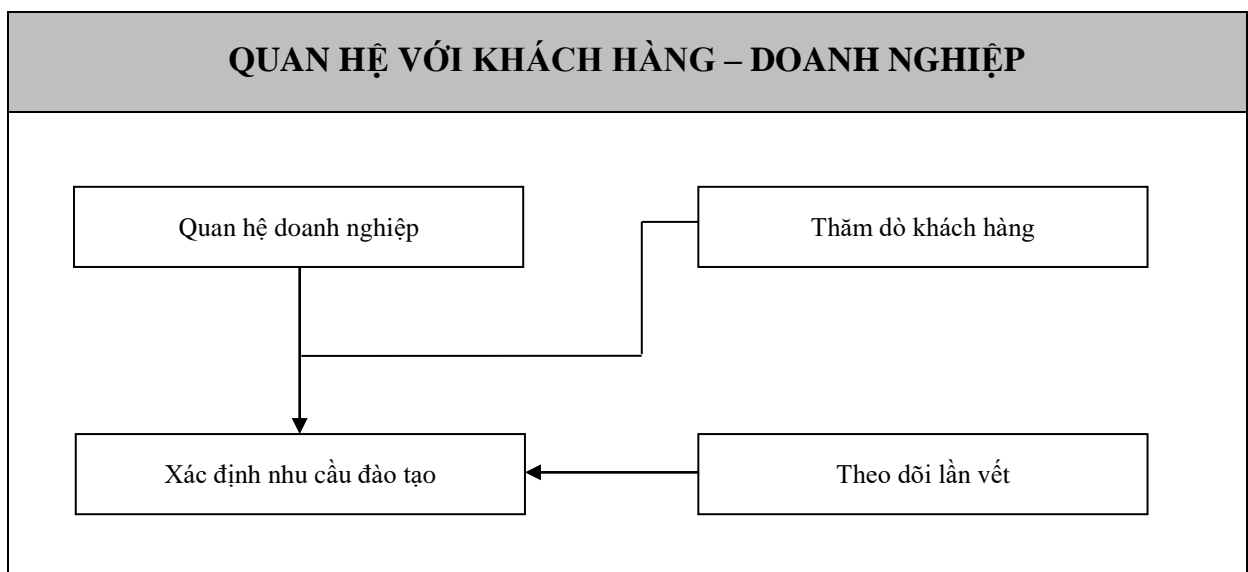 QUAN HỆ VỚI KHÁCH HÀNG – DOANH NGHIỆP
Quan hệ doanh nghiệp
Thăm dò khách hàng
Xác định nhu cầu đào tạo
Theo dõi lần vết